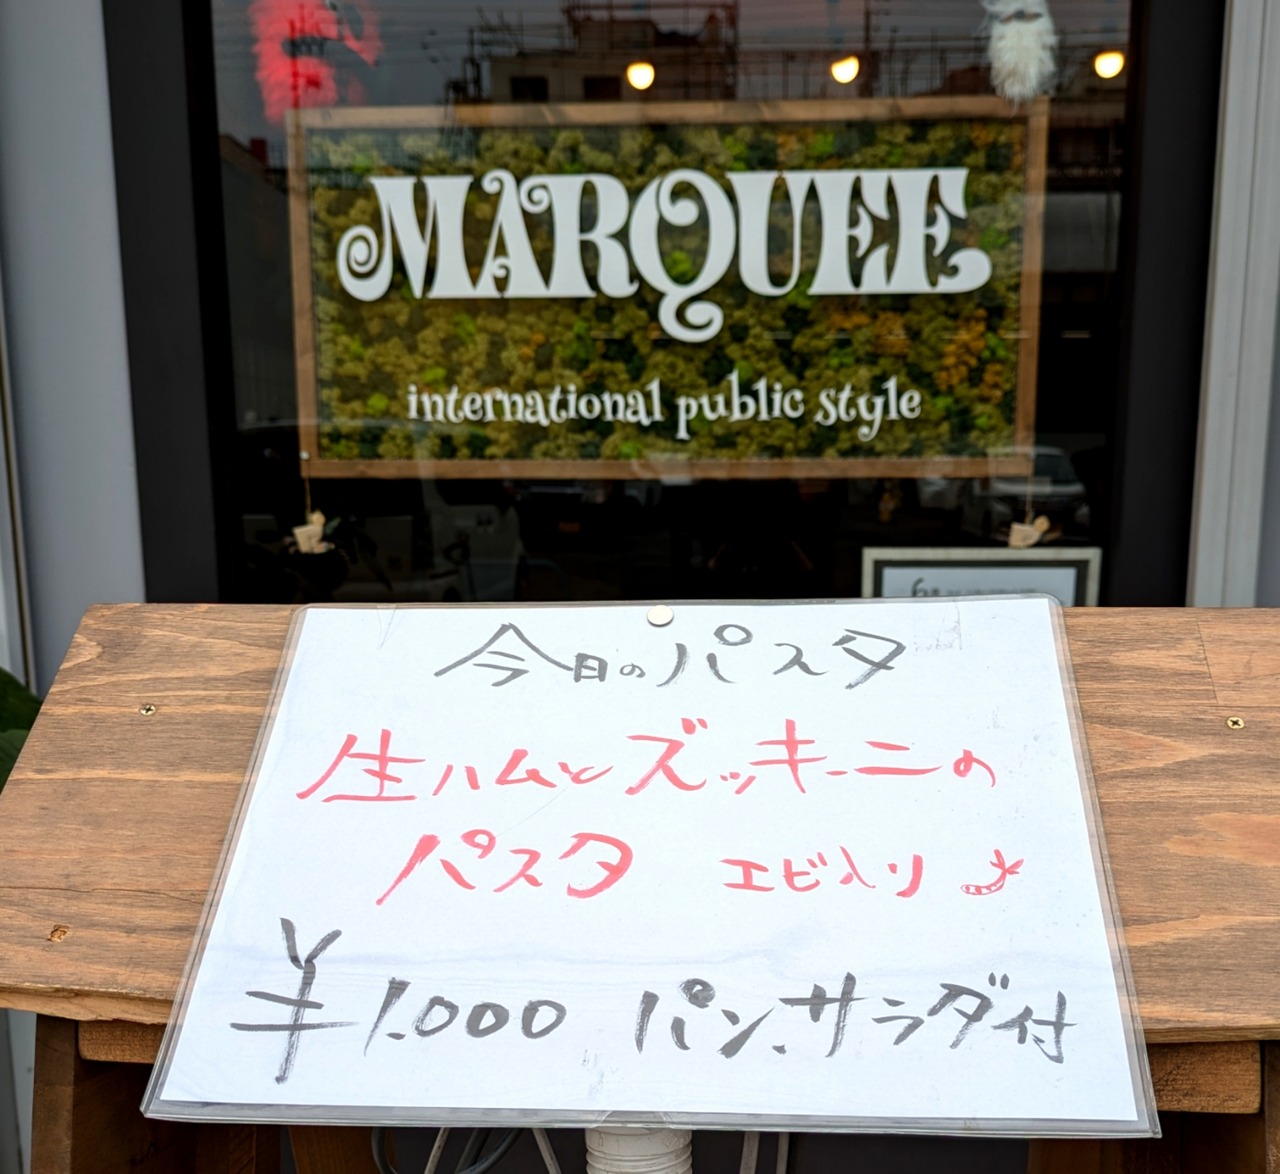 MARQUEE
international public style
今日のパスタ
生ハムとズッキーニの
パスタ エビ入り
¥1.000 パン.サラダ付